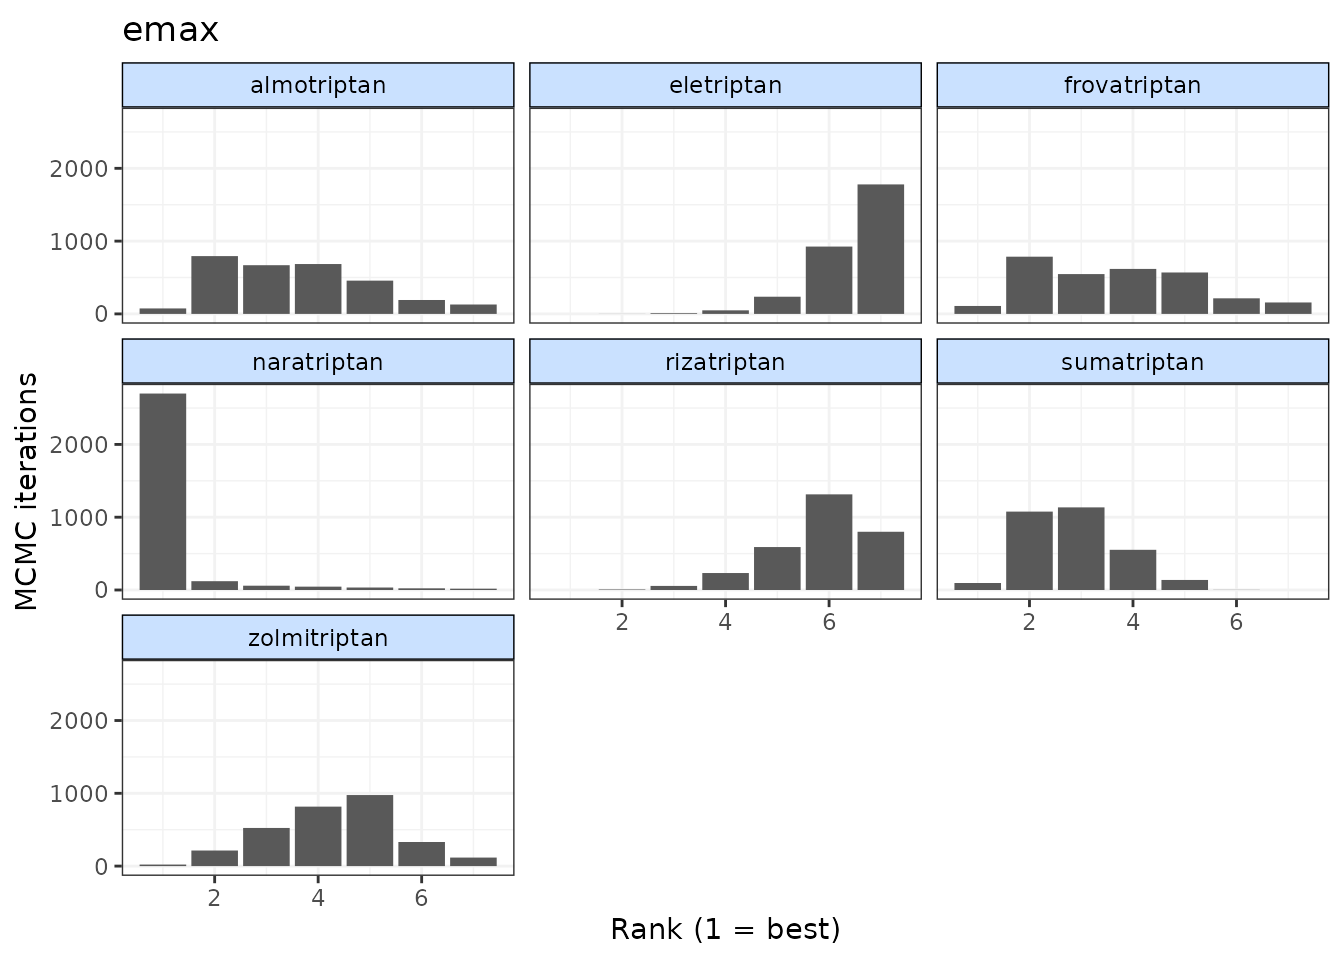 emax
almotriptan eletriptan frovatriptan
2000
1000
0
naratriptan rizatriptan sumatriptan
2000
1000
0
2 4 6 2 4 6
zolmitriptan
2000
1000
0
2 4 6
MCMC iterations
Rank (1 = best)